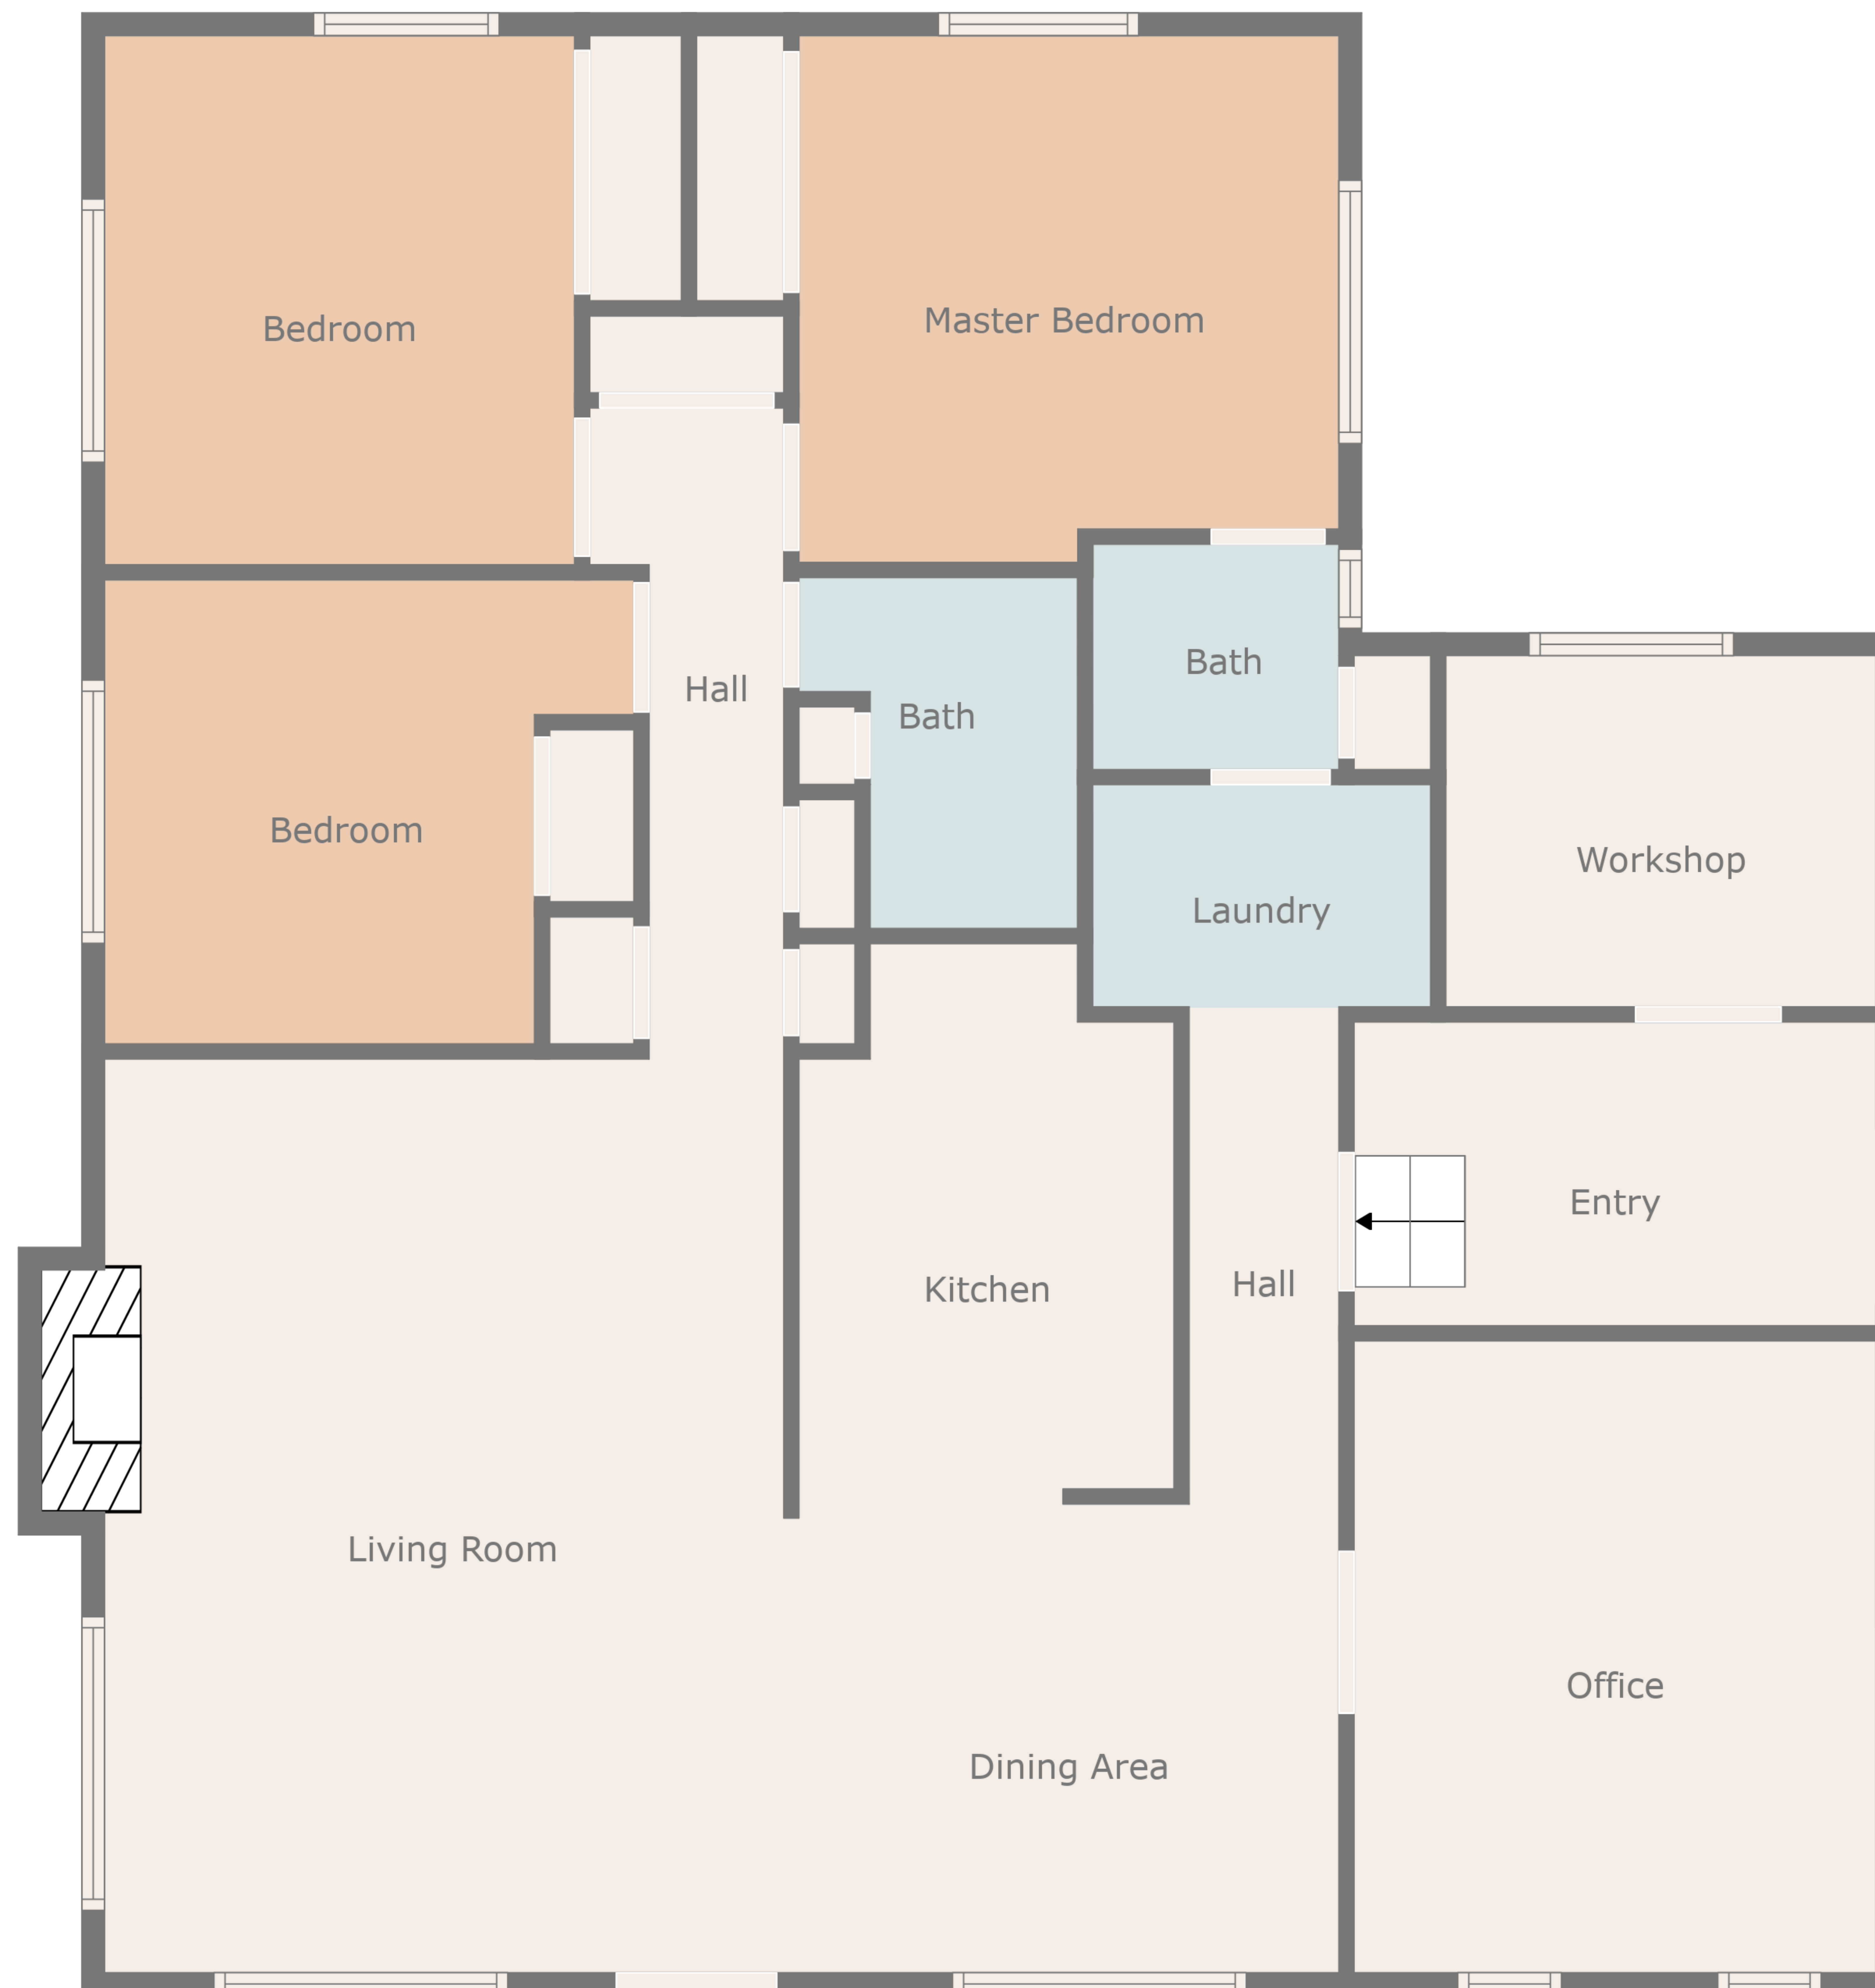 Bedroom
Master Bedroom
Hall
Bath
Bath
Bedroom
Laundry
Workshop
Entry
Kitchen
Hall
Living Room
Office
Dining Area